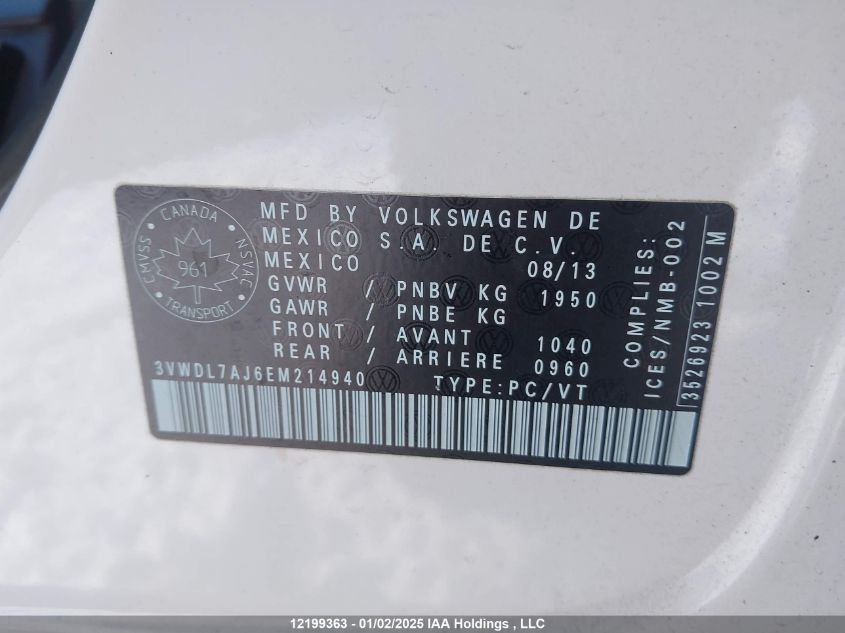 CANADA
CMVSS
NSVAC
961
TRANSPORT
MFD BY VOLKSWAGEN DE
MEXICO S.A. DE C.V.
MEXICO 08/13
GVWR / PNBV KG 1950
GAWR / PNBE KG
FRONT / AVANT 1040
REAR / ARRIERE 0960
3VWDL7AJ6EM214940 TYPE:PC/VT
COMPLIES:
ICES/NMB-002
3526923 1002 M
12199363 - 01/02/2025 IAA Holdings , LLC